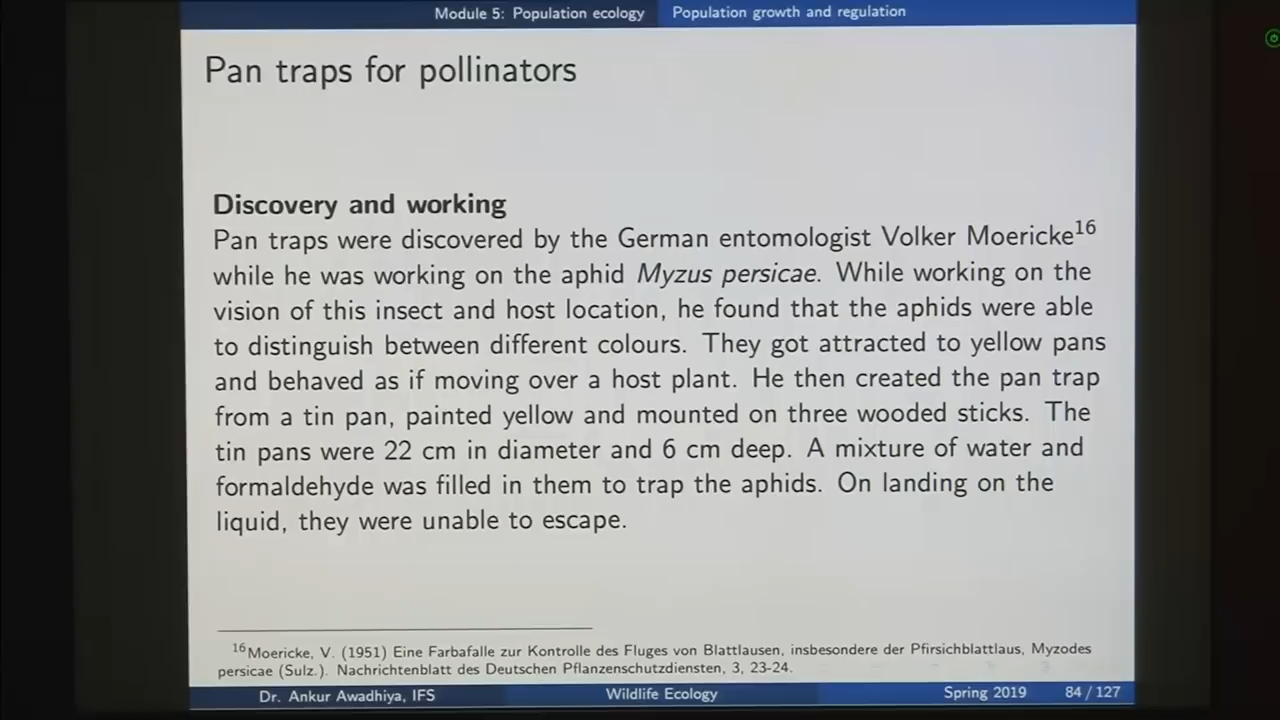 Module 5: Population ecology Population growth and regulation
Pan traps for pollinators
Discovery and working
Pan traps were discovered by the German entomologist Volker Moericke16
while he was working on the aphid Myzus persicae. While working on the
vision of this insect and host location, he found that the aphids were able
to distinguish between different colours. They got attracted to yellow pans
and behaved as if moving over a host plant. He then created the pan trap
from a tin pan, painted yellow and mounted on three wooded sticks. The
tin pans were 22 cm in diameter and 6 cm deep. A mixture of water and
formaldehyde was filled in them to trap the aphids. On landing on the
liquid, they were unable to escape.
16Moericke, V. (1951) Eine Farbafalle zur Kontrolle des Fluges von Blattlausen, insbesondere der Pfirsichblattlaus, Myzodes
persicae (Sulz.). Nachrichtenblatt des Deutschen Pflanzenschutzdiensten, 3, 23-24.
Dr. Ankur Awadhiya, IFS Wildlife Ecology Spring 2019 84 / 127